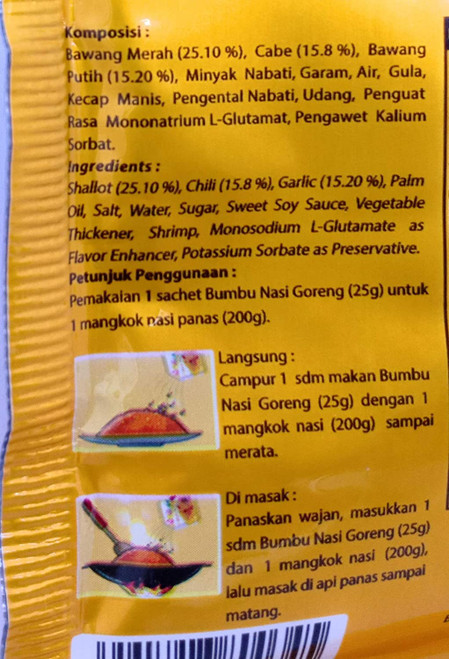 Komposisi :
Bawang Merah (25.10 %), Cabe (15.8 %), Bawang
Putih (15.20 %), Minyak Nabati, Garam, Air, Gula,
Kecap Manis, Pengental Nabati, Udang, Penguat
Rasa Mononatrium L-Glutamat, Pengawet Kalium
Sorbat.
Ingredients :
Shallot (25.10 %), Chili (15.8 %), Garlic (15.20 %), Palm
Oil, Salt, Water, Sugar, Sweet Soy Sauce, Vegetable
Thickener, Shrimp, Monosodium L-Glutamate as
Flavor Enhancer, Potassium Sorbate as Preservative.
Petunjuk Penggunaan :
Pemakaian 1 sachet Bumbu Nasi Goreng (25g) untuk
1 mangkok nasi panas (200g).
Langsung :
Campur 1 sdm makan Bumbu
Nasi Goreng (25g) dengan 1
mangkok nasi (200g) sampai
merata.
Di masak :
Panaskan wajan, masukkan 1
sdm Bumbu Nasi Goreng (25g)
dan 1 mangkok nasi (200g),
lalu masak di api panas sampai
matang.